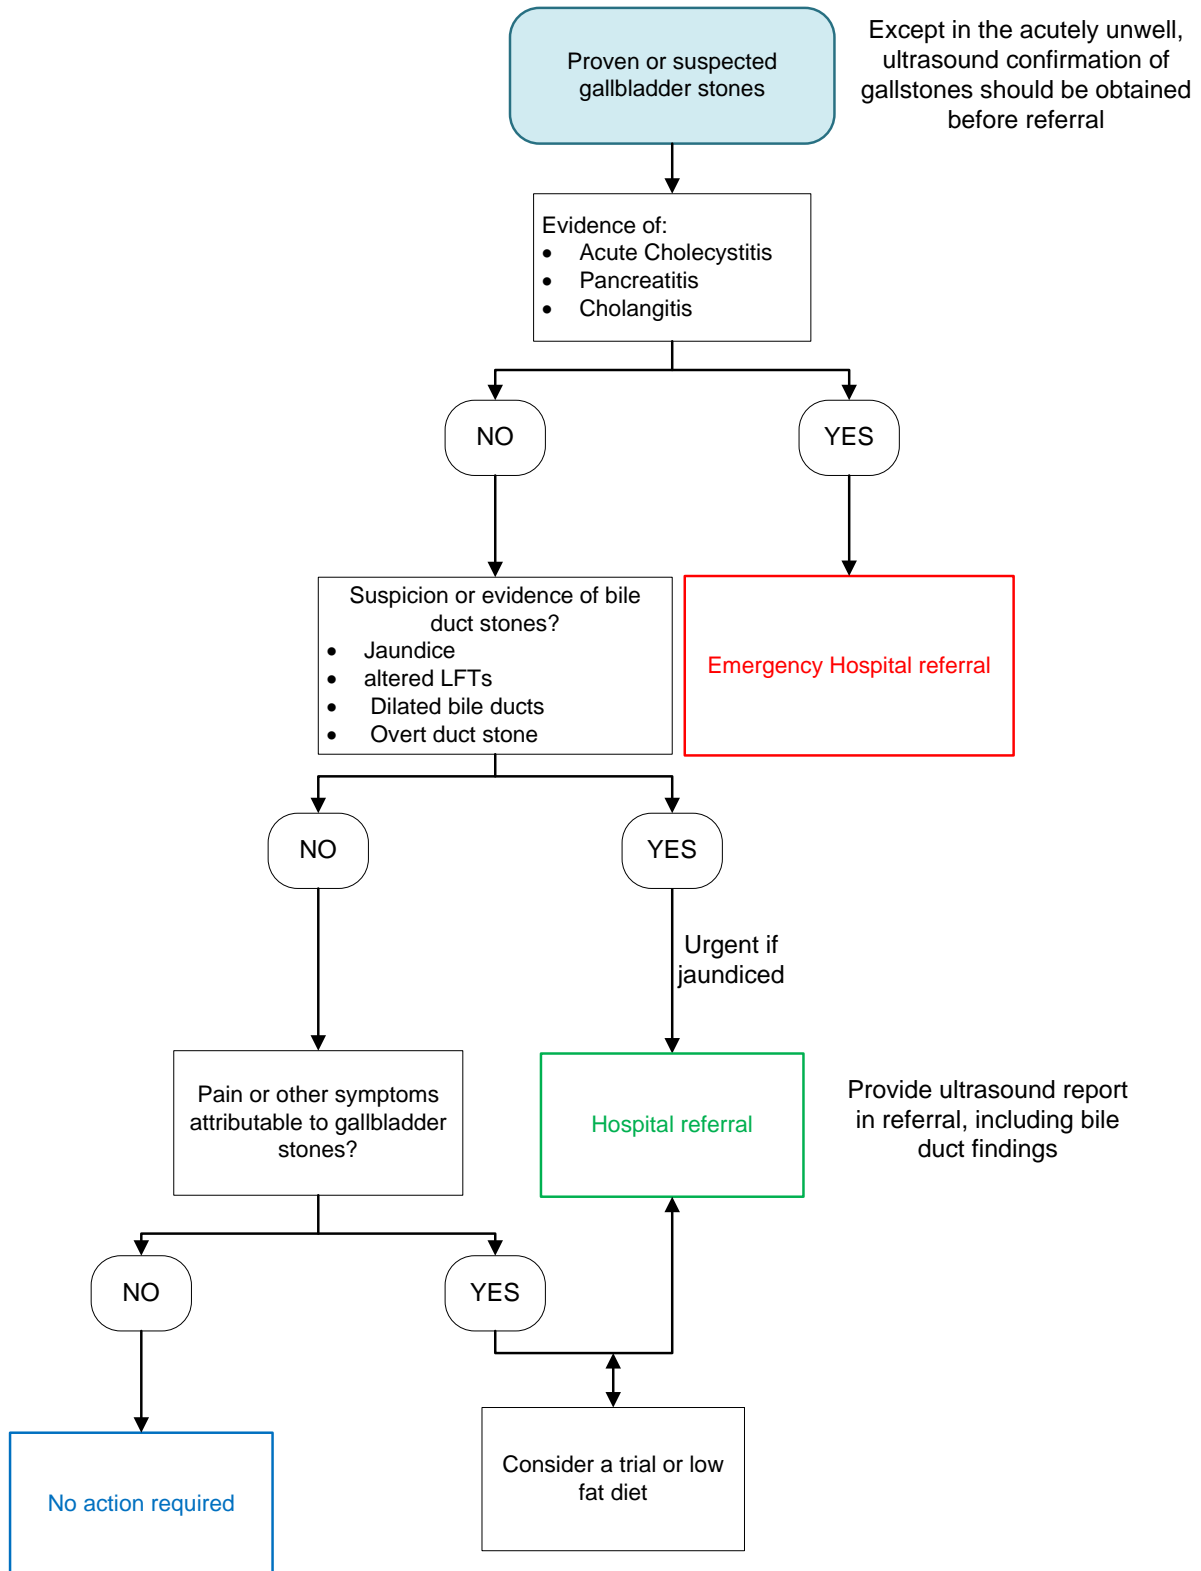 Proven or suspected
gallbladder stones
Except in the acutely unwell,
ultrasound confirmation of
gallstones should be obtained
before referral
Evidence of:
• Acute Cholecystitis
• Pancreatitis
• Cholangitis
NO
YES
Suspicion or evidence of bile
duct stones?
• Jaundice
• altered LFTs
• Dilated bile ducts
• Overt duct stone
Emergency Hospital referral
NO
YES
Urgent if
jaundiced
Pain or other symptoms
attributable to gallbladder
stones?
Hospital referral
Provide ultrasound report
in referral, including bile
duct findings
NO
YES
No action required
Consider a trial or low
fat diet